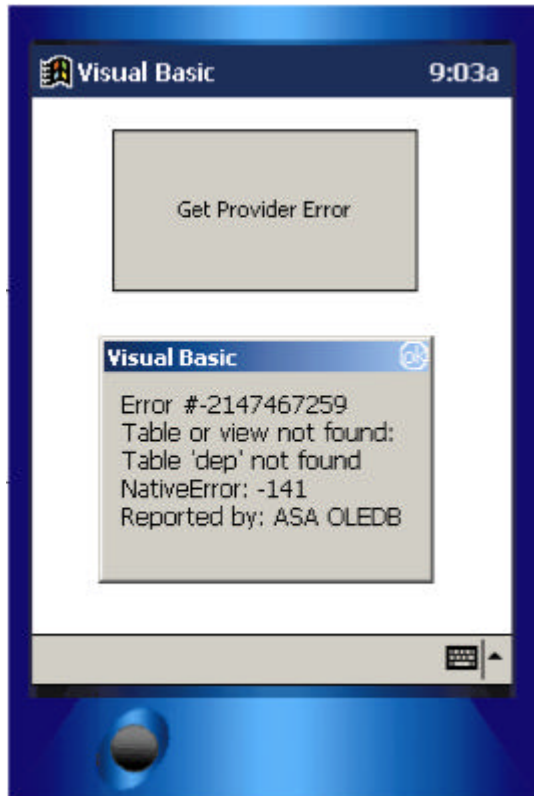 Visual Basic 9:03a
Get Provider Error
Visual Basic ok
Error #-2147467259
Table or view not found:
Table 'dep' not found
NativeError: -141
Reported by: ASA OLEDB